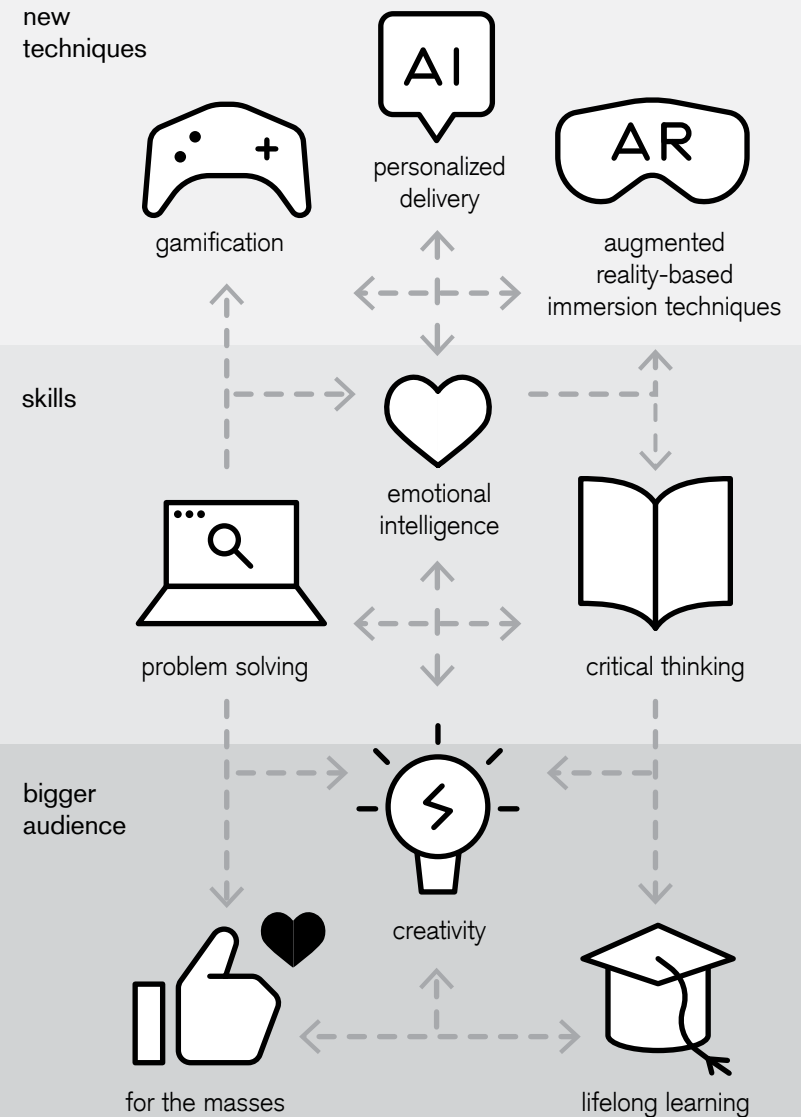 new
techniques
AI
personalized
delivery
gamification
AR
augmented
reality-based
immersion techniques
skills
emotional
intelligence
problem solving
critical thinking
bigger
audience
creativity
for the masses
lifelong learning